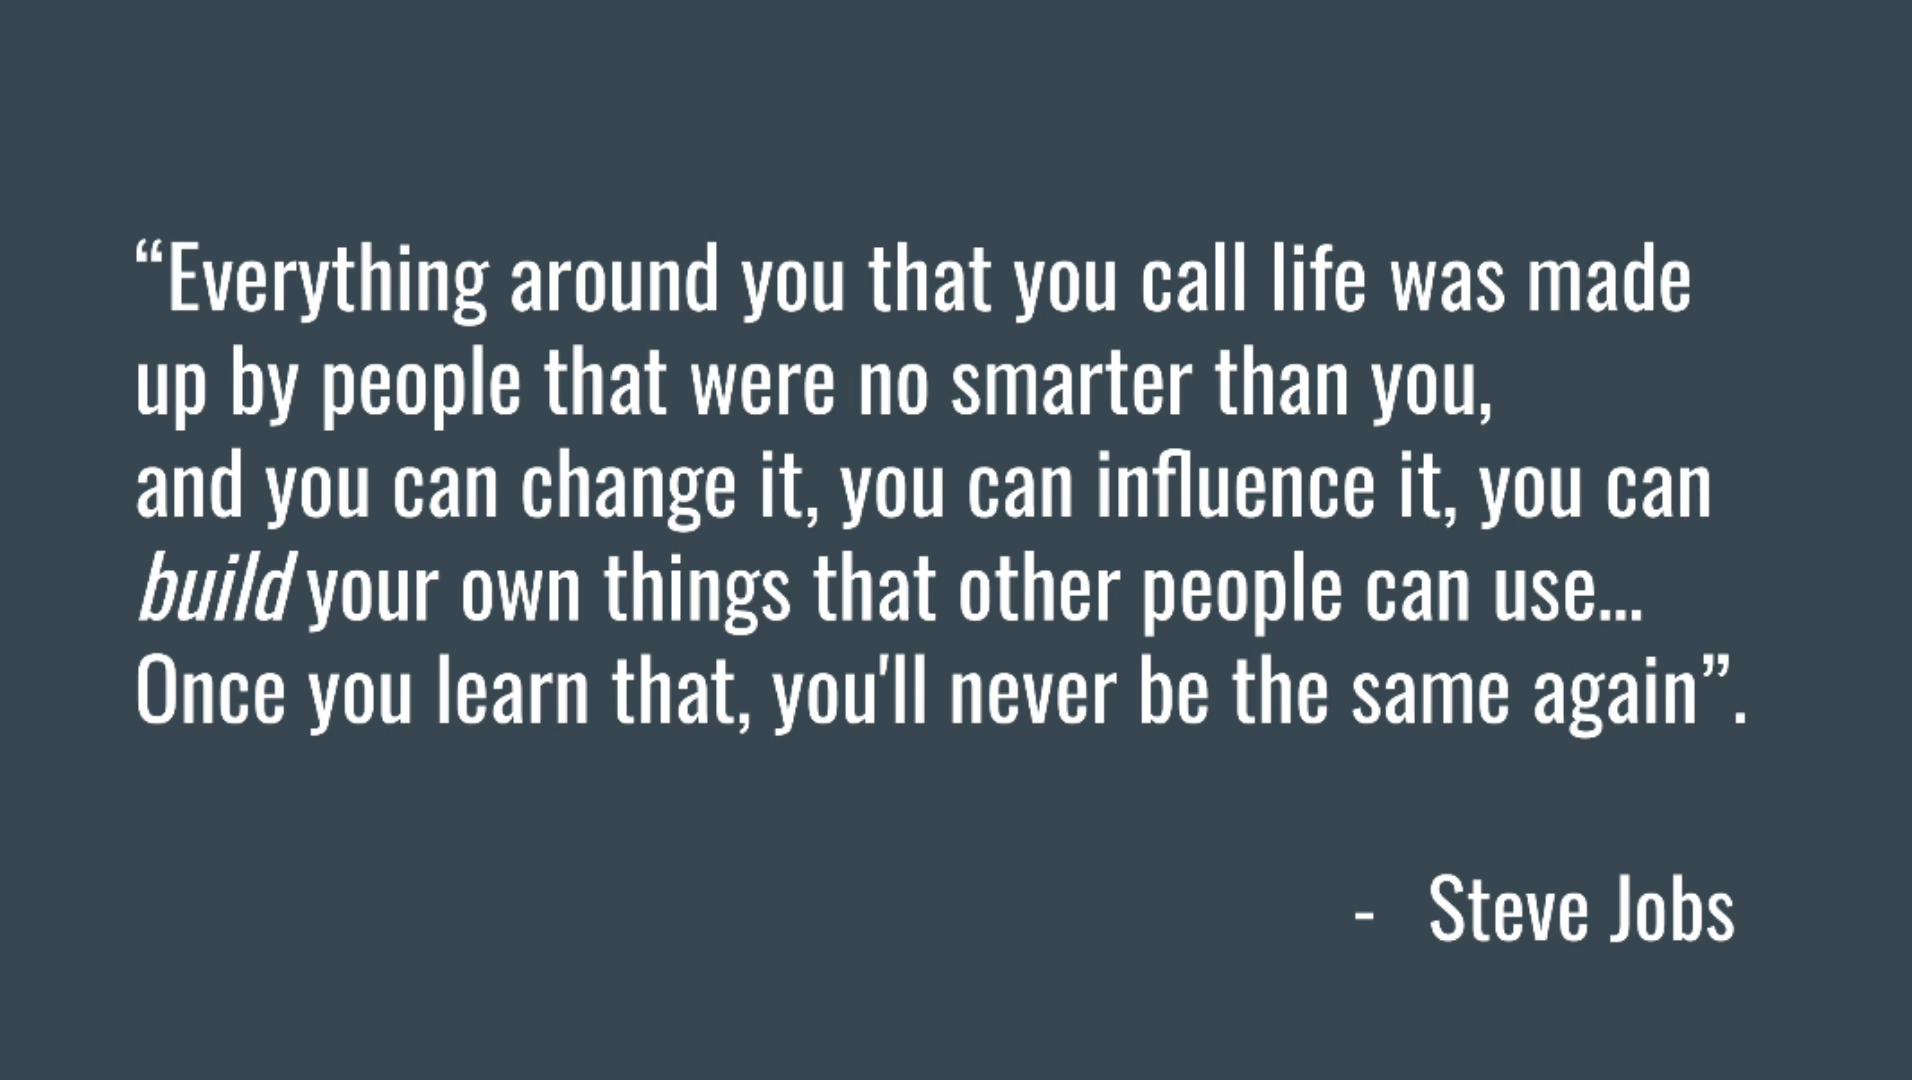 “Everything around you that you call life was made
up by people that were no smarter than you,
and you can change it, you can influence it, you can
build your own things that other people can use...
Once you learn that, you'll never be the same again”.
- Steve Jobs